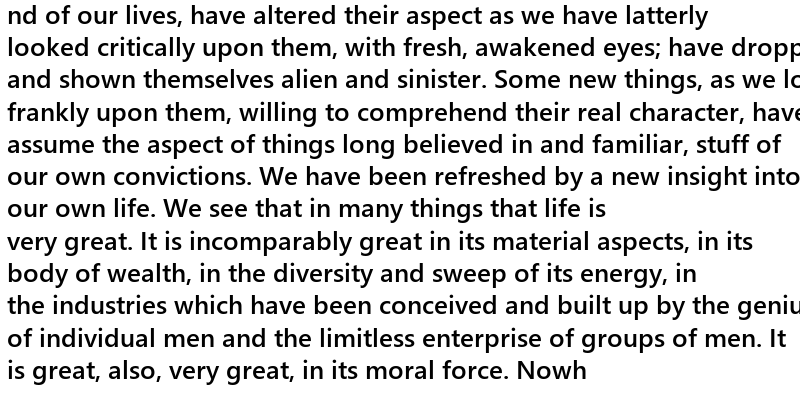 nd of our lives, have altered their aspect as we have latterly
looked critically upon them, with fresh, awakened eyes; have dropp
and shown themselves alien and sinister. Some new things, as we lo
frankly upon them, willing to comprehend their real character, have
assume the aspect of things long believed in and familiar, stuff of
our own convictions. We have been refreshed by a new insight into
our own life. We see that in many things that life is
very great. It is incomparably great in its material aspects, in its
body of wealth, in the diversity and sweep of its energy, in
the industries which have been conceived and built up by the geniu
of individual men and the limitless enterprise of groups of men. It
is great, also, very great, in its moral force. Nowh